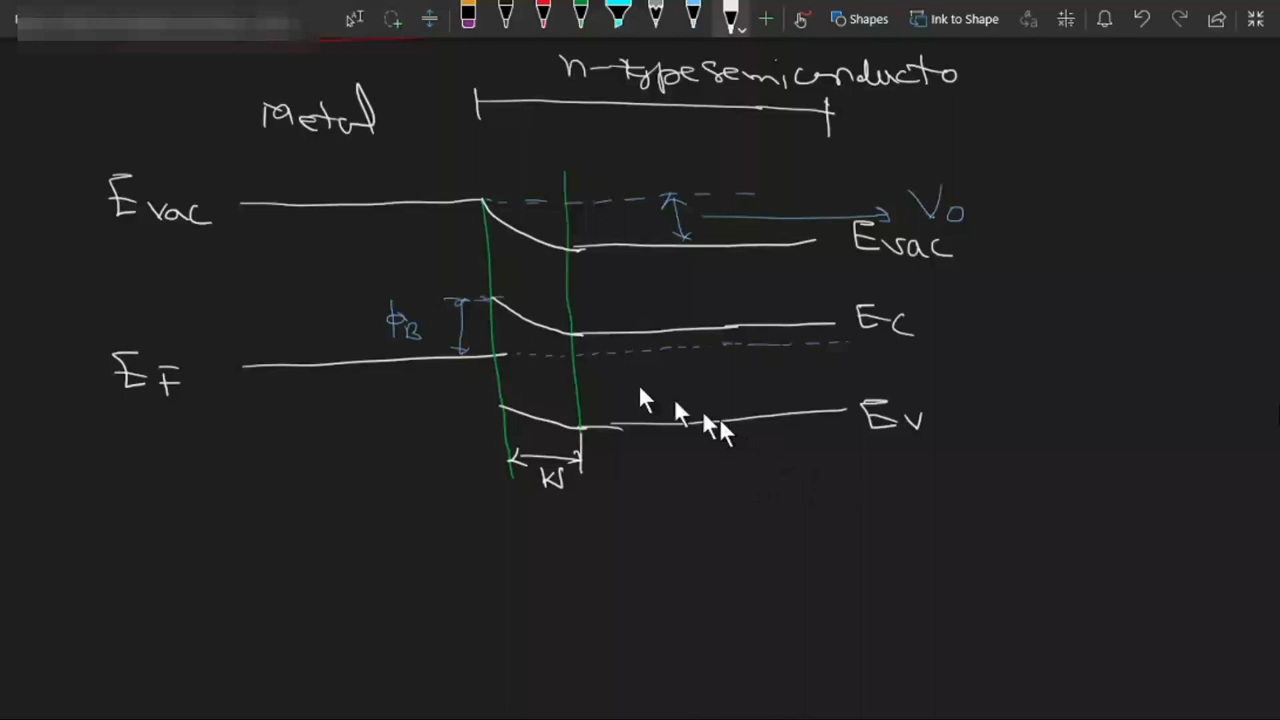 Shapes
Ink to Shape
n-typesemiconducto
Metal
Evac
V0
Evac
ϕB
EC
EF
Ev
W